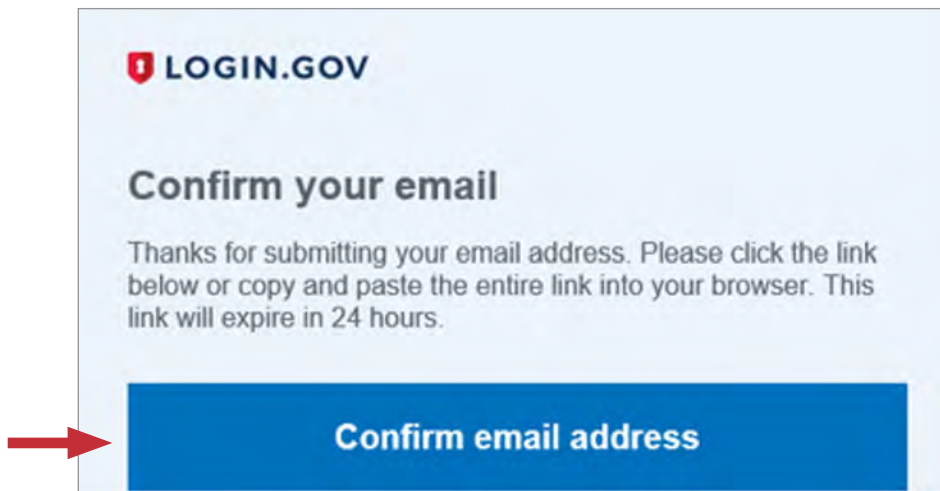 LOGIN.GOV
Confirm your email
Thanks for submitting your email address. Please click the link
below or copy and paste the entire link into your browser. This
link will expire in 24 hours.
Confirm email address